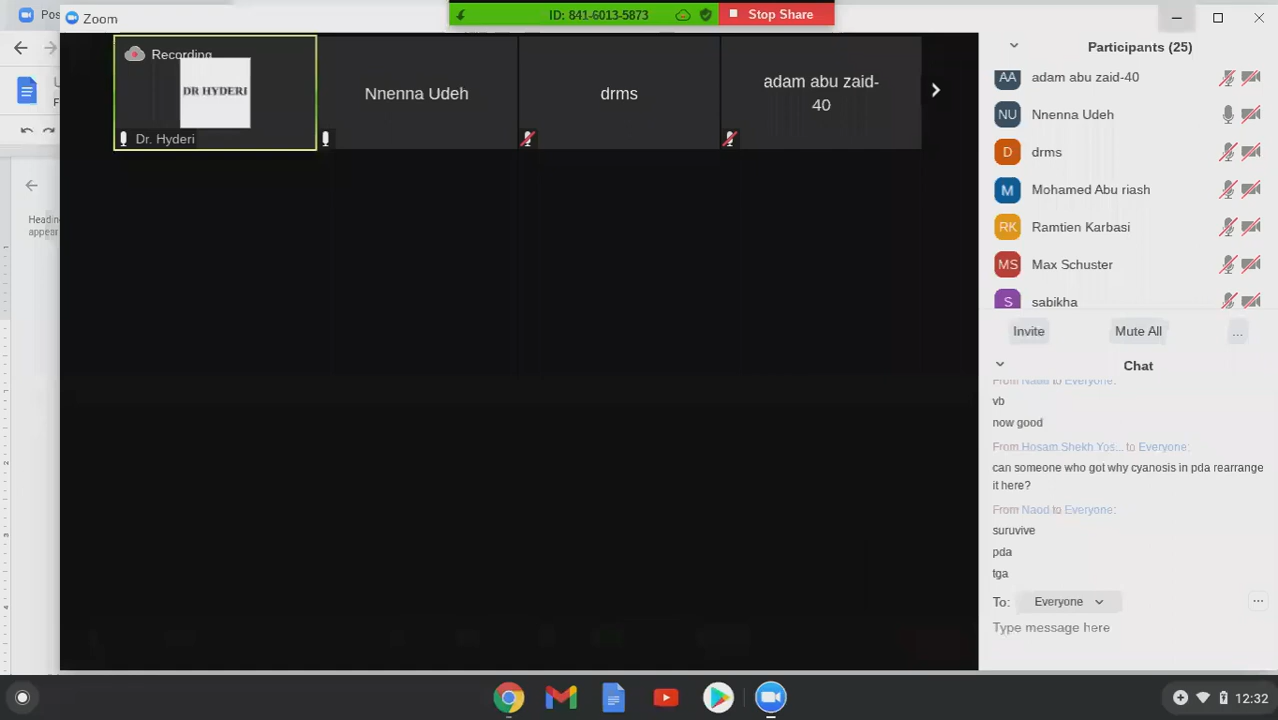 Pos
Zoom
ID: 841-6013-5873
Stop Share
Recording
DR HYDERI
Dr. Hyderi
Nnenna Udeh
drms
adam abu zaid-
40
Participants (25)
AA adam abu zaid-40
NU Nnenna Udeh
D drms
M Mohamed Abu riash
RK Ramtien Karbasi
MS Max Schuster
S sabikha
Invite
Mute All
...
Headin
appear
Chat
to Everyone:
vb
now good
From Hosam Shekh Yos... to Everyone:
can someone who got why cyanosis in pda rearrange
it here?
From Naod to Everyone:
suruvive
pda
tga
To: Everyone
Type message here
12:32